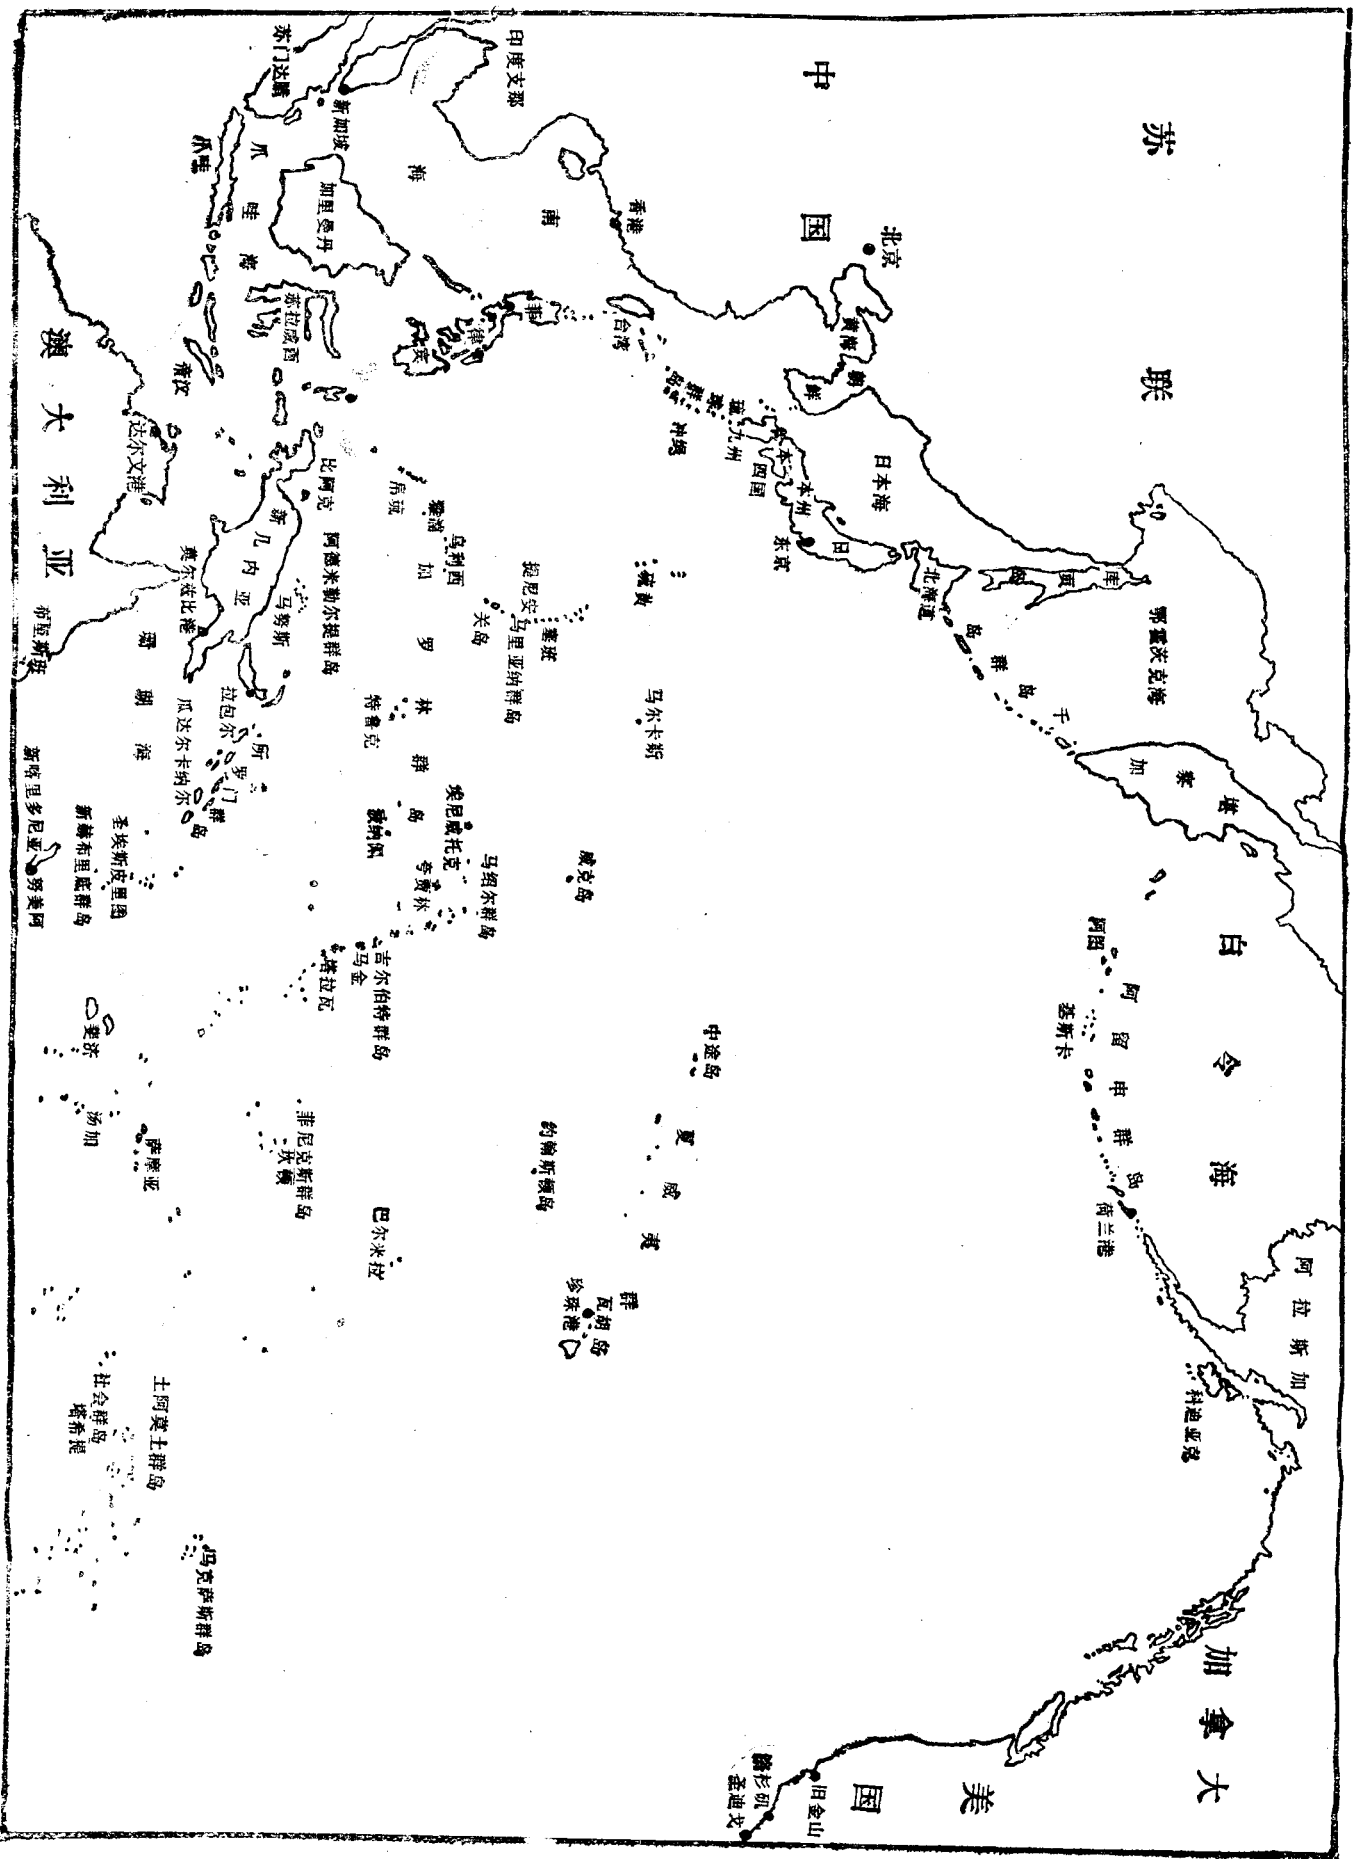 苏联
中国
北京
鄂霍茨克海
堪察加
白令海
阿拉斯加
加拿大
美国
阿图
阿留申群岛
基斯卡
荷兰港
科迪亚克
旧金山
洛杉矶
圣迪戈
库页岛
千岛群岛
北海道
日本海
日本
本州
东京
四国
九州
朝鲜
黄海
琉球群岛
冲绳
台湾
香港
南海
印度支那
新加坡
苏门达腊
爪哇
爪哇海
加里曼丹
苏拉威西
帝汶
菲律宾
硫黄
马尔卡斯
威克岛
中途岛
夏威夷群岛
瓦胡岛
珍珠港
约翰斯顿岛
提尼安
塞班
马里亚纳群岛
关岛
乌利西
帛琉
加罗林群岛
特鲁克
波纳佩
埃尼威托克
夸贾林
马绍尔群岛
吉尔伯特群岛
马金
塔拉瓦
巴尔米拉
菲尼克斯群岛
坎顿
比阿克
阿德米勒尔提群岛
马努斯
新几内亚
莫尔兹比港
拉包尔
所罗门群岛
瓜达尔卡纳尔
达尔文港
澳大利亚
布里斯班
珊瑚海
圣埃斯皮里图
新赫布里底群岛
新喀里多尼亚
努美阿
斐济
汤加
萨摩亚
土阿莫土群岛
社会群岛
塔希提
马克萨斯群岛